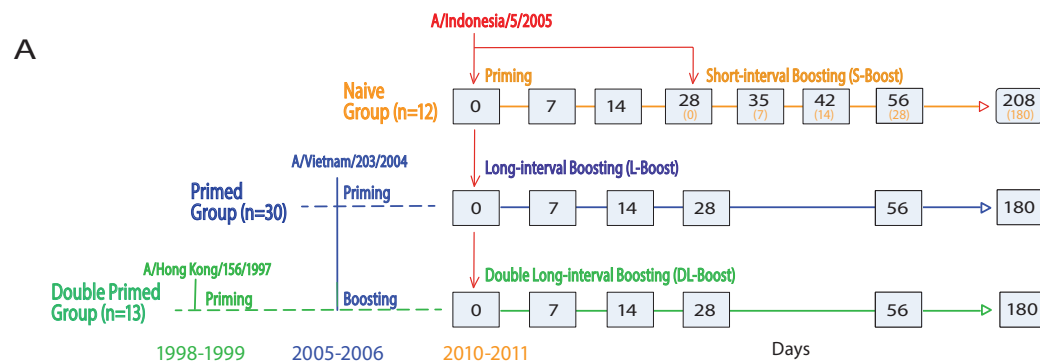 A/Indonesia/5/2005
A
Priming
Short-interval Boosting (S-Boost)
Naive
Group (n=12)
0 7 14 28 35 42 56 208
(0) (7) (14) (28) (180)
A/Vietnam/203/2004
Long-interval Boosting (L-Boost)
Primed
Group (n=30)
Priming
0 7 14 28 56 180
A/Hong Kong/156/1997
Double Long-interval Boosting (DL-Boost)
Double Primed
Group (n=13)
Priming
Boosting
0 7 14 28 56 180
1998-1999 2005-2006 2010-2011 Days